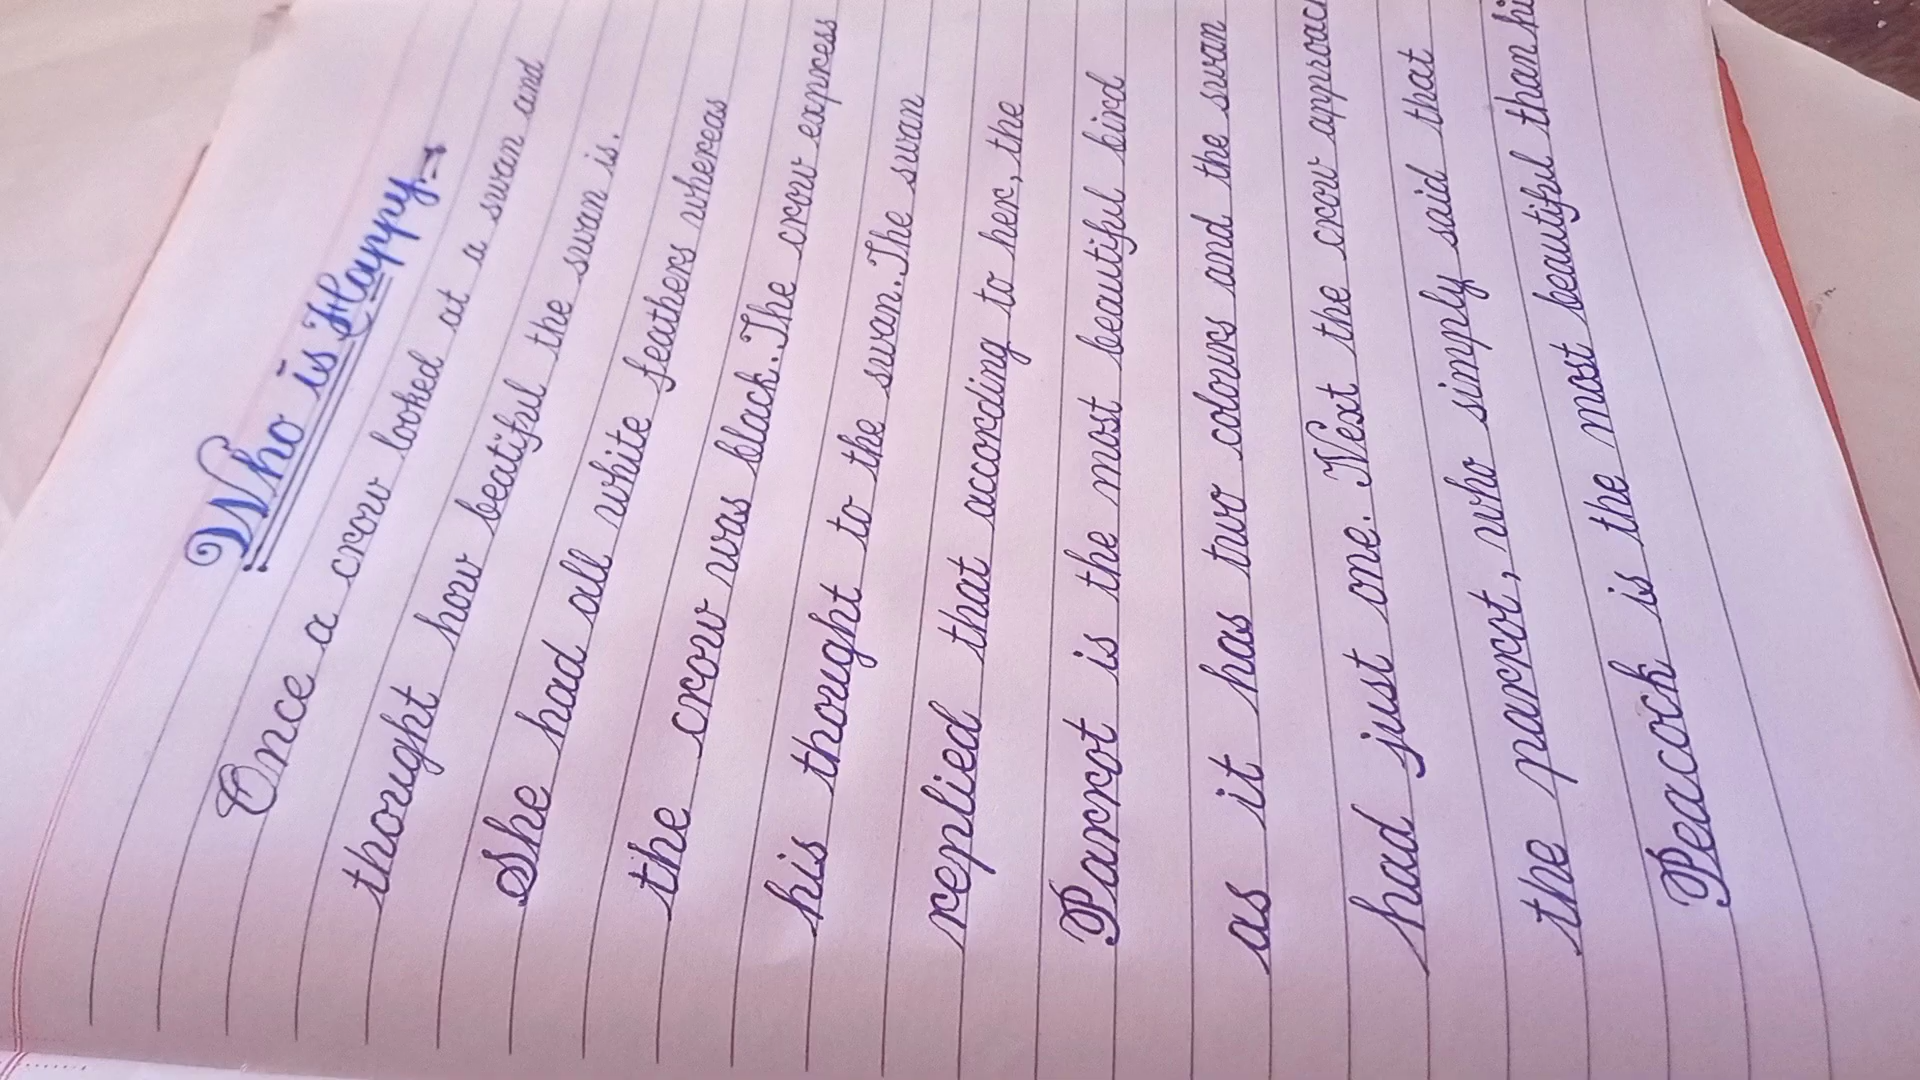 Who is Happy→
Once a crow looked at a swan and
thought how beatiful the swan is.
She had all white feathers whereas
the crow was black. The crow express
his thought to the swan. The swan
replied that according to her, the
Parrot is the most beautiful bird
as it has two colours and the swan
had just one. Next the crow approac
the parrot, who simply said that
Peacock is the most beautiful than hi